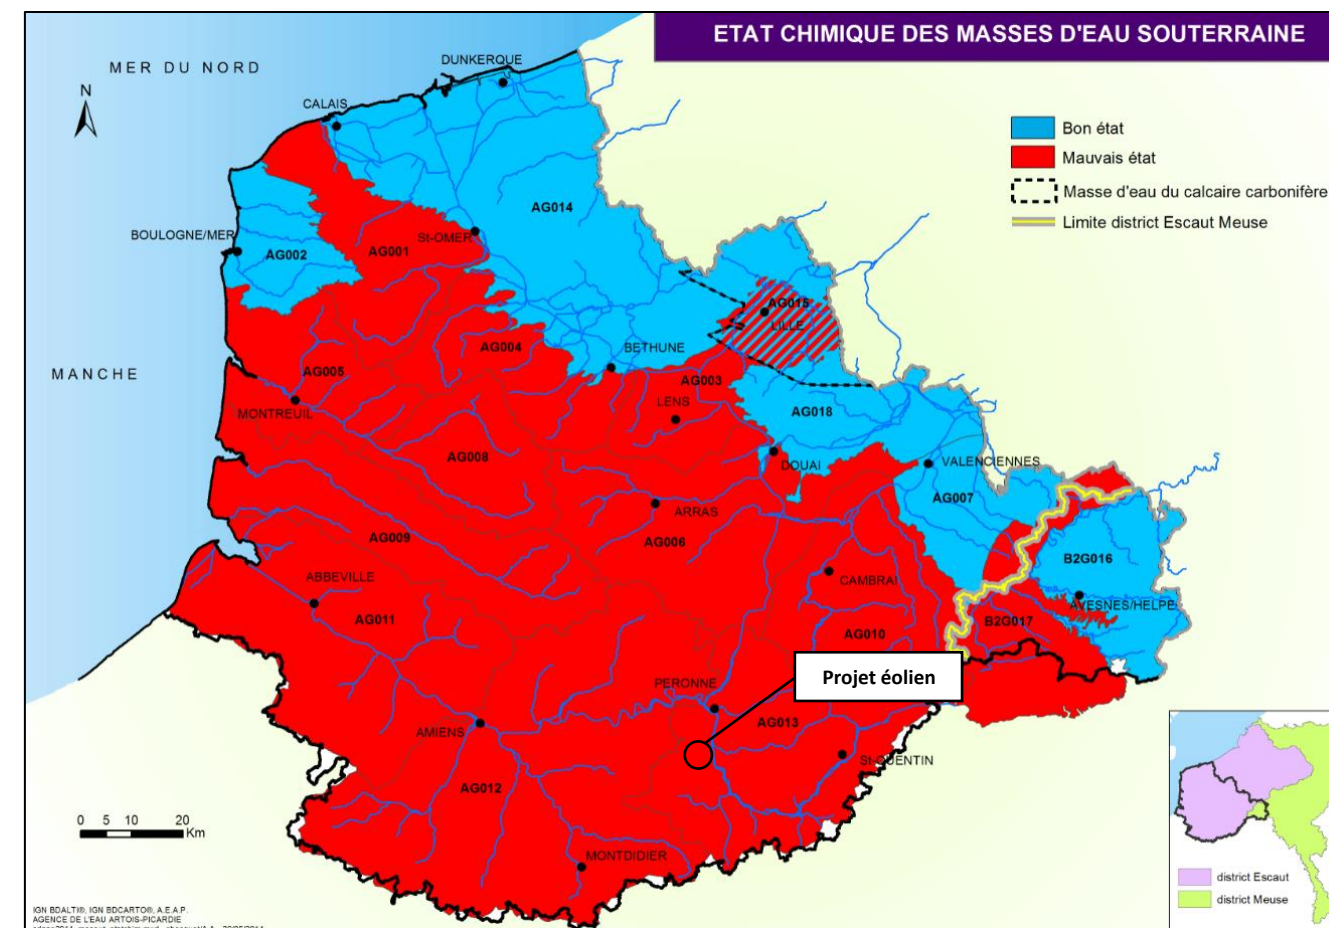 ETAT CHIMIQUE DES MASSES D'EAU SOUTERRAINE
MER DU NORD
DUNKERQUE
N
CALAIS
Bon état
Mauvais état
Masse d'eau du calcaire carbonifère
Limite district Escaut Meuse
AG014
BOULOGNE/MER
St-OMER
AG001
AG002
AG015
LILLE
AG004
BETHUNE
MANCHE
AG005
AG003
LENS
MONTREUIL
AG018
AG008
DOUAI
VALENCIENNES
AG007
ARRAS
AG009
AG006
B2G016
ABBEVILLE
CAMBRAI
AVESNES/HELPE
AG011
B2G017
AG010
Projet éolien
PERONNE
AG013
AMIENS
St-QUENTIN
AG012
0 5 10 20
Km
MONTDIDIER
district Escaut
district Meuse
IGN BDALTI®, IGN BDCARTO®, A.E.A.P.
AGENCE DE L'EAU ARTOIS-PICARDIE